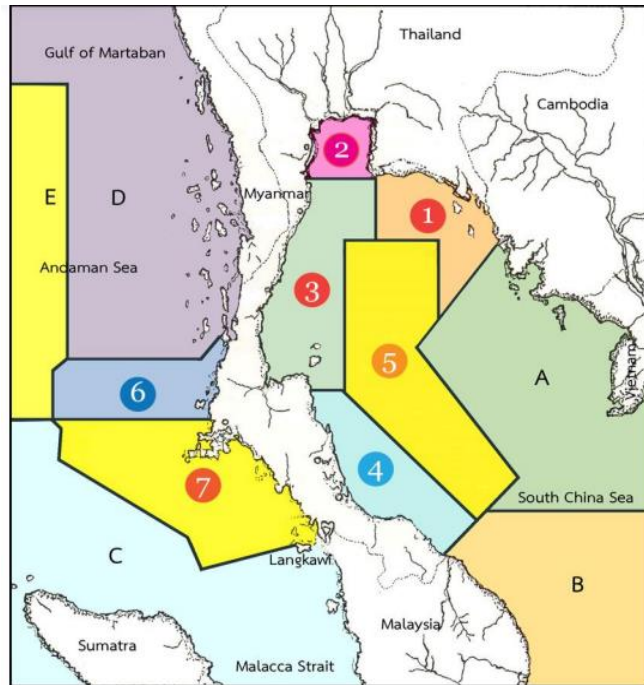 Thailand
Gulf of Martaban
Cambodia
2
E
D
Myanmar
1
Andaman Sea
3
5
Vietnam
A
6
4
7
South China Sea
C
Langkawi
B
Malaysia
Sumatra
Malacca Strait